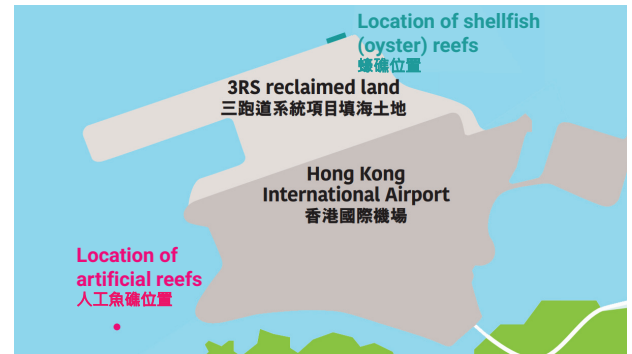 Location of shellfish
(oyster) reefs
蠔礁位置
3RS reclaimed land
三跑道系統項目填海土地
Hong Kong
International Airport
香港國際機場
Location of
artificial reefs
人工魚礁位置